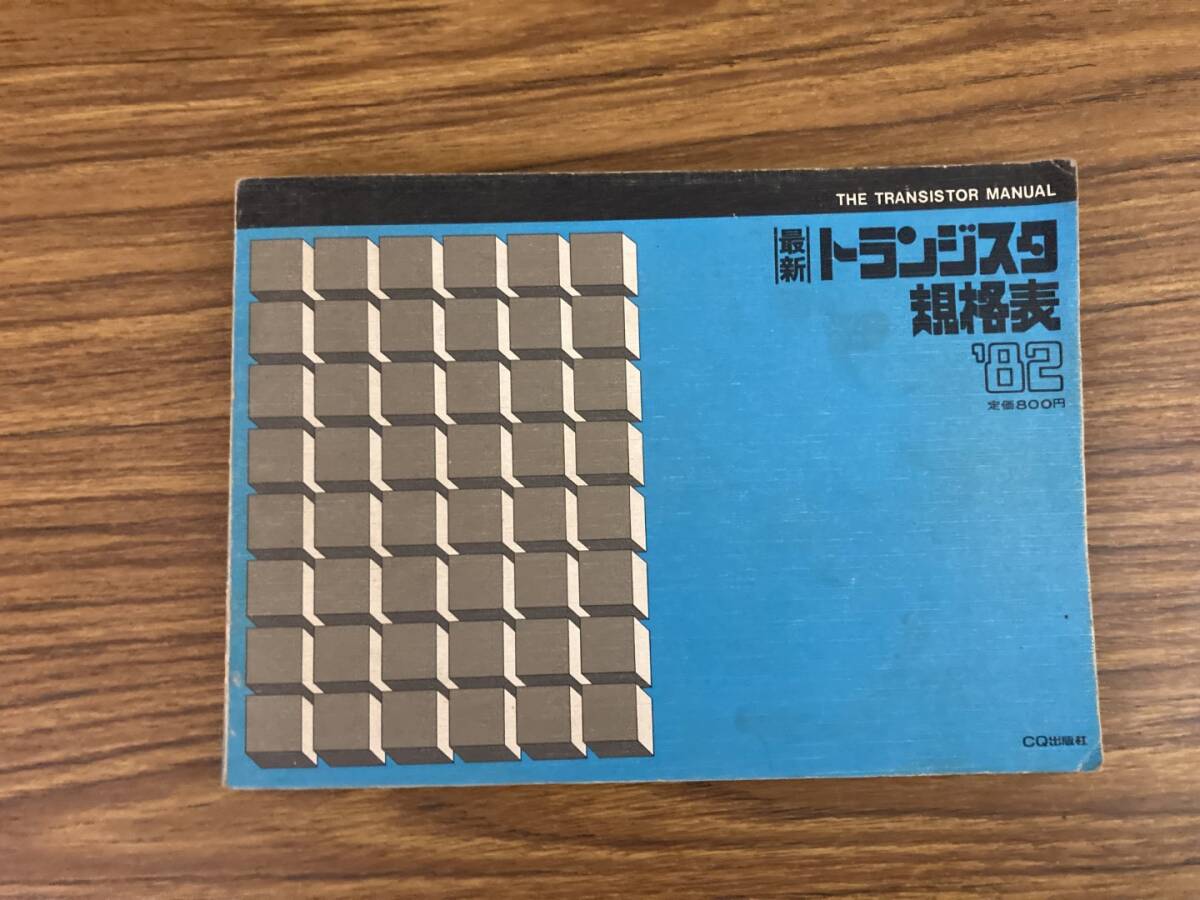 THE TRANSISTOR MANUAL
最新
トランジスタ
規格表
'82
定価800円
CQ出版社